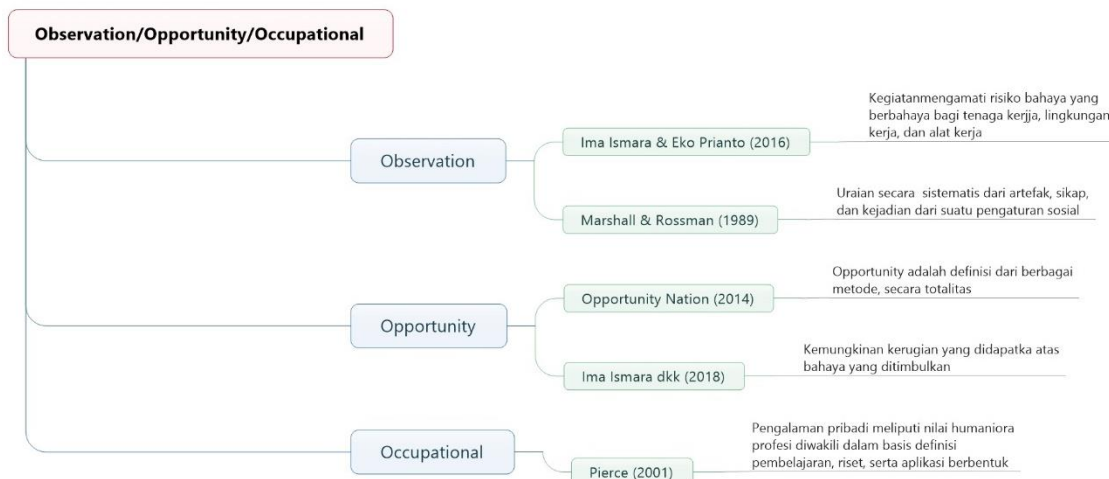 Observation/Opportunity/Occupational
Observation
Ima Ismara & Eko Prianto (2016)
Kegiatanmengamati risiko bahaya yang
berbahaya bagi tenaga kerjja, lingkungan
kerja, dan alat kerja
Marshall & Rossman (1989)
Uraian secara sistematis dari artefak, sikap,
dan kejadian dari suatu pengaturan sosial
Opportunity
Opportunity Nation (2014)
Opportunity adalah definisi dari berbagai
metode, secara totalitas
Ima Ismara dkk (2018)
Kemungkinan kerugian yang didapatka atas
bahaya yang ditimbulkan
Occupational
Pierce (2001)
Pengalaman pribadi meliputi nilai humaniora
profesi diwakili dalam basis definisi
pembelajaran, riset, serta aplikasi berbentuk